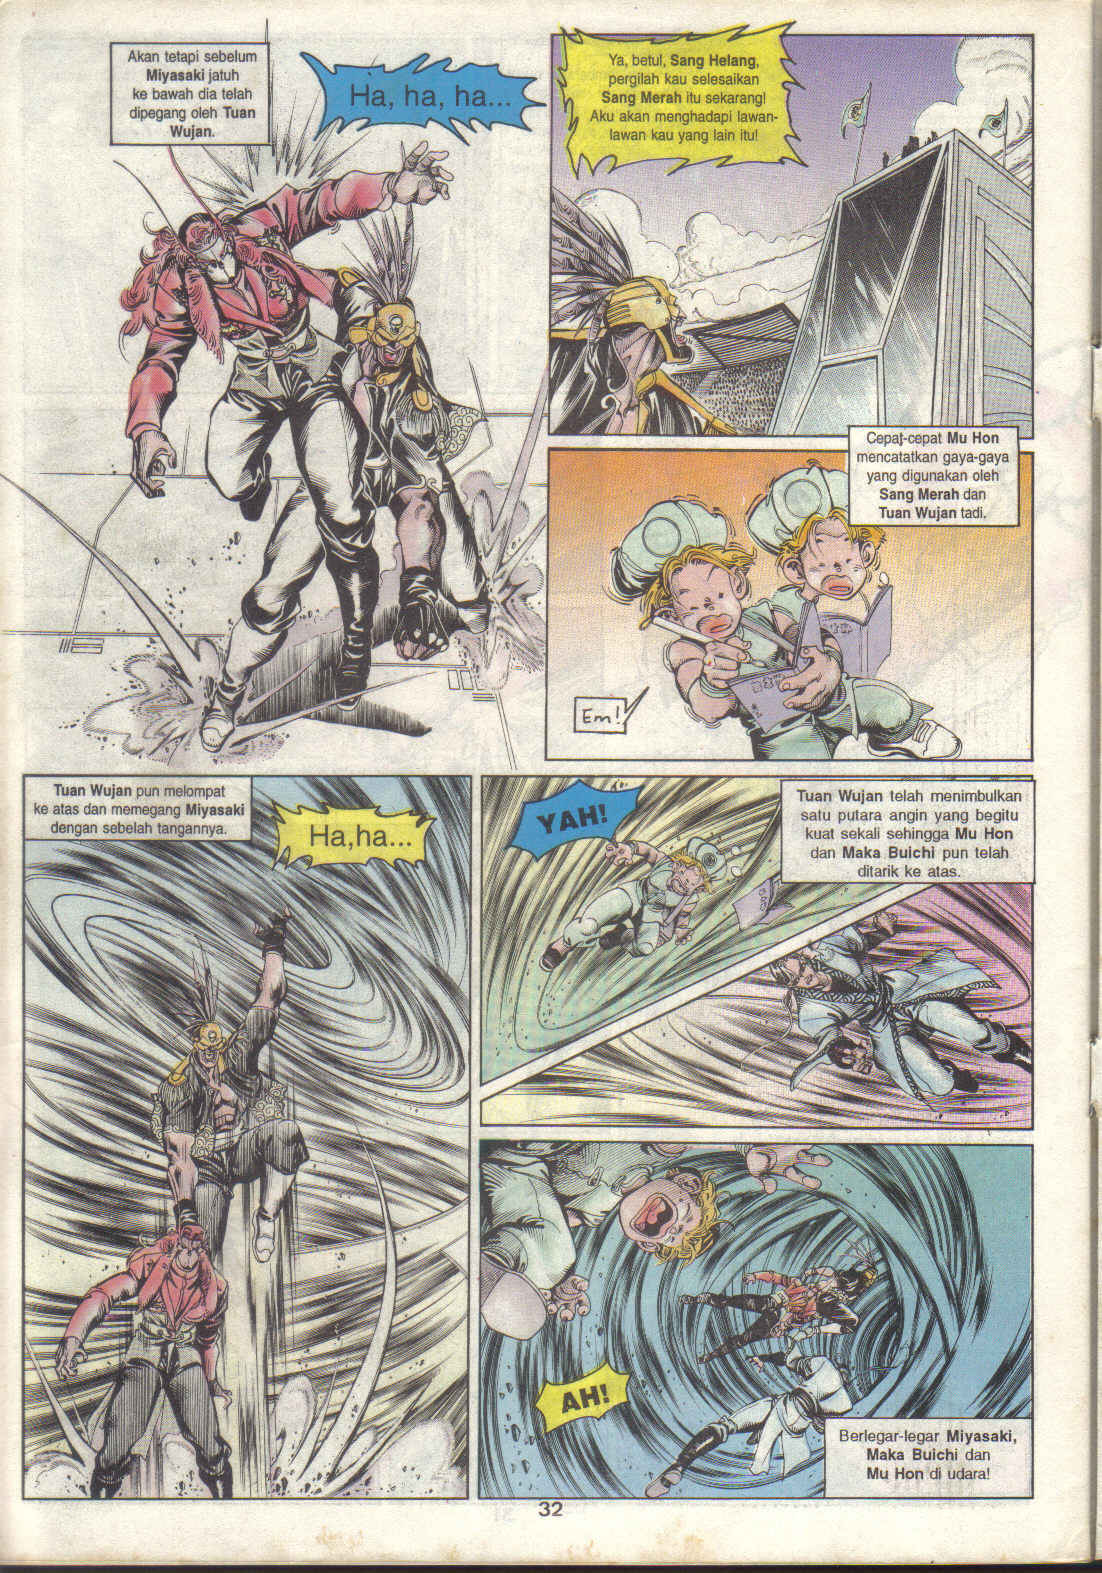 Akan tetapi sebelum
Miyasaki jatuh
ke bawah dia telah
dipegang oleh Tuan
Wujan.
Ha, ha, ha...
Ya, betul, Sang Helang,
pergilah kau selesaikan
Sang Merah itu sekarang!
Aku akan menghadapi lawan-
lawan kau yang lain itu!
Cepat-cepat Mu Hon
mencatatkan gaya-gaya
yang digunakan oleh
Sang Merah dan
Tuan Wujan tadi.
Em!
Tuan Wujan pun melompat
ke atas dan memegang Miyasaki
dengan sebelah tangannya.
Ha,ha...
YAH!
Tuan Wujan telah menimbulkan
satu putara angin yang begitu
kuat sekali sehingga Mu Hon
dan Maka Buichi pun telah
ditarik ke atas.
AH!
Berlegar-legar Miyasaki,
Maka Buichi dan
Mu Hon di udara!
32